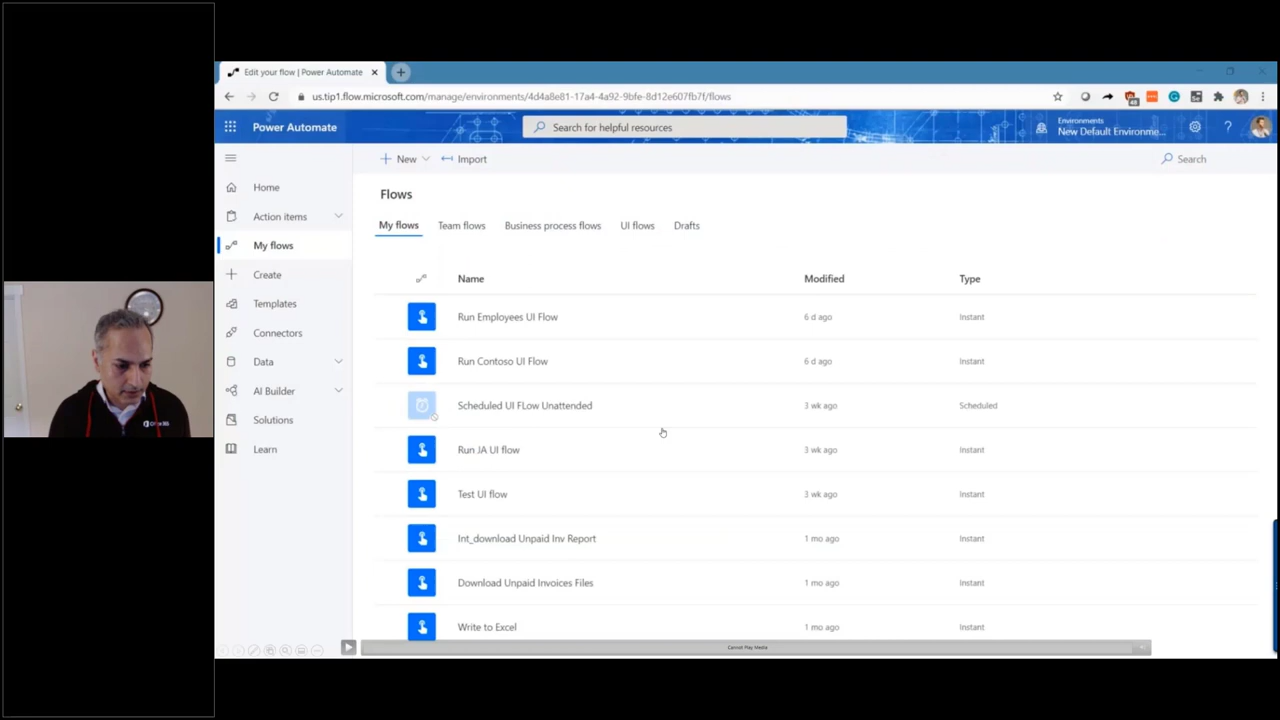 Edit your flow | Power Automate
us.tip1.flow.microsoft.com/manage/environments/4d4a8e81-17a4-4a92-9bfe-8d12e607fb7f/flows
Power Automate
Search for helpful resources
Environments
New Default Environme...
New
Import
Search
Home
Action items
My flows
Create
Templates
Connectors
Data
AI Builder
Solutions
Learn
Flows
My flows Team flows Business process flows UI flows Drafts
Name Modified Type
Run Employees UI Flow 6 d ago Instant
Run Contoso UI Flow 6 d ago Instant
Scheduled UI FLow Unattended 3 wk ago Scheduled
Run JA UI flow 3 wk ago Instant
Test UI flow 3 wk ago Instant
Int_download Unpaid Inv Report 1 mo ago Instant
Download Unpaid Invoices Files 1 mo ago Instant
Write to Excel 1 mo ago Instant
Cannot Play Media